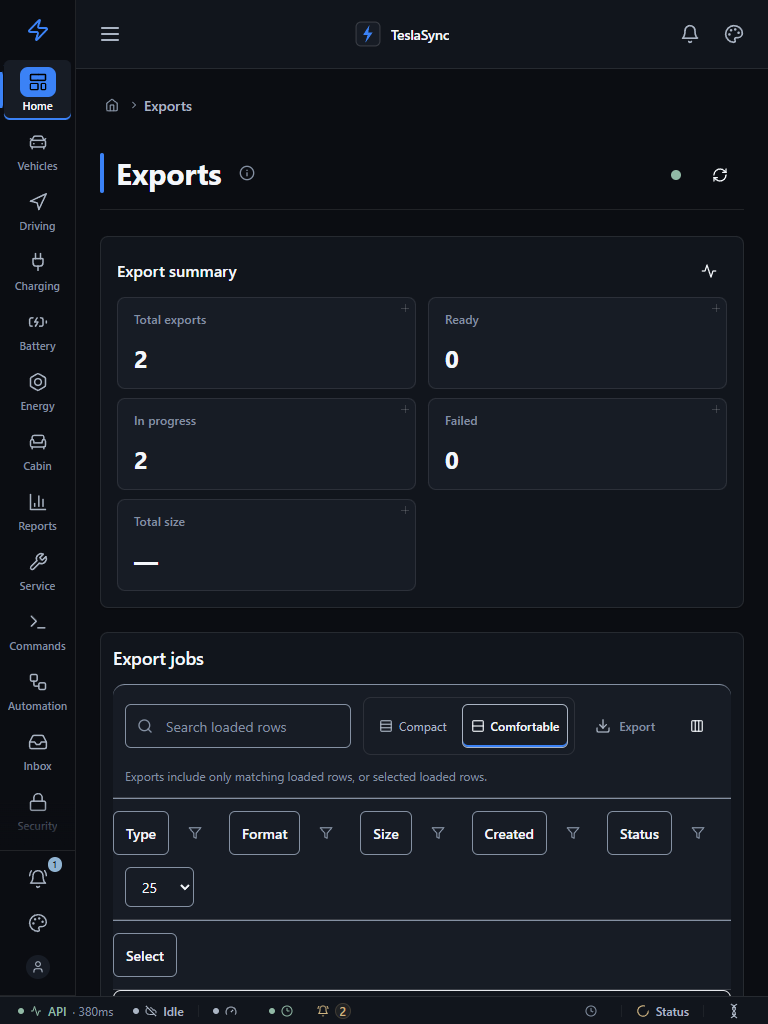 TeslaSync
Home
Vehicles
Driving
Charging
Battery
Energy
Cabin
Reports
Service
Commands
Automation
Inbox
Security
1
Exports
Exports
Export summary
Total exports
2
Ready
0
In progress
2
Failed
0
Total size
—
Export jobs
Search loaded rows
Compact
Comfortable
Export
Exports include only matching loaded rows, or selected loaded rows.
Type Format Size Created Status
25
Select
API · 380ms Idle 2 Status